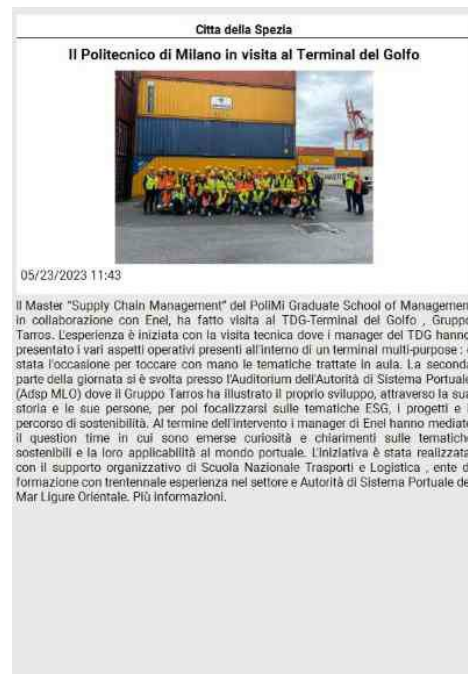 Citta della Spezia
Il Politecnico di Milano in visita al Terminal del Golfo
05/23/2023 11:43
Il Master "Supply Chain Management" del PoliMi Graduate School of Managemen
in collaborazione con Enel, ha fatto visita al TDG-Terminal del Golfo , Gruppo
Tarros. L'esperienza è iniziata con la visita tecnica dove i manager del TDG hanno
presentato i vari aspetti operativi presenti all'interno di un terminal multi-purpose :
stata l'occasione per toccare con mano le tematiche trattate in aula. La seconda
parte della giornata si è svolta presso l'Auditorium dell'Autorità di Sistema Portuale
(Adsp MLO) dove il Gruppo Tarros ha illustrato il proprio sviluppo, attraverso la sua
storia e le sue persone, per poi focalizzarsi sulle tematiche ESG, i progetti e i
percorso di sostenibilità. Al termine dell'intervento i manager di Enel hanno mediato
il question time in cui sono emerse curiosità e chiarimenti sulle tematiche
sostenibili e la loro applicabilità al mondo portuale. L'iniziativa è stata realizzata
con il supporto organizzativo di Scuola Nazionale Trasporti e Logistica , ente d
formazione con trentennale esperienza nel settore e Autorità di Sistema Portuale de
Mar Ligure Orientale. Più informazioni.